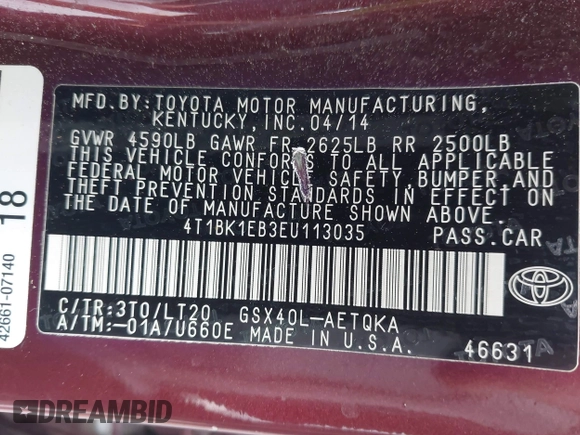 MFD.BY:TOYOTA MOTOR MANUFACTURING,
KENTUCKY, INC. 04/14
GVWR 4590LB GAWR FR 2625LB RR 2500LB
THIS VEHICLE CONFORMS TO ALL APPLICABLE
FEDERAL MOTOR VEHICLE SAFETY, BUMPER, AND
THEFT PREVENTION STANDARDS IN EFFECT ON
THE DATE OF MANUFACTURE SHOWN ABOVE.
4T1BK1EB3EU113035 PASS.CAR
C/TR:3T0/LT20 GSX40L-AETQKA
A/TM:-01A/U660E MADE IN U.S.A. 46631
TOYOTA
42661-07140
18
DREAMBID